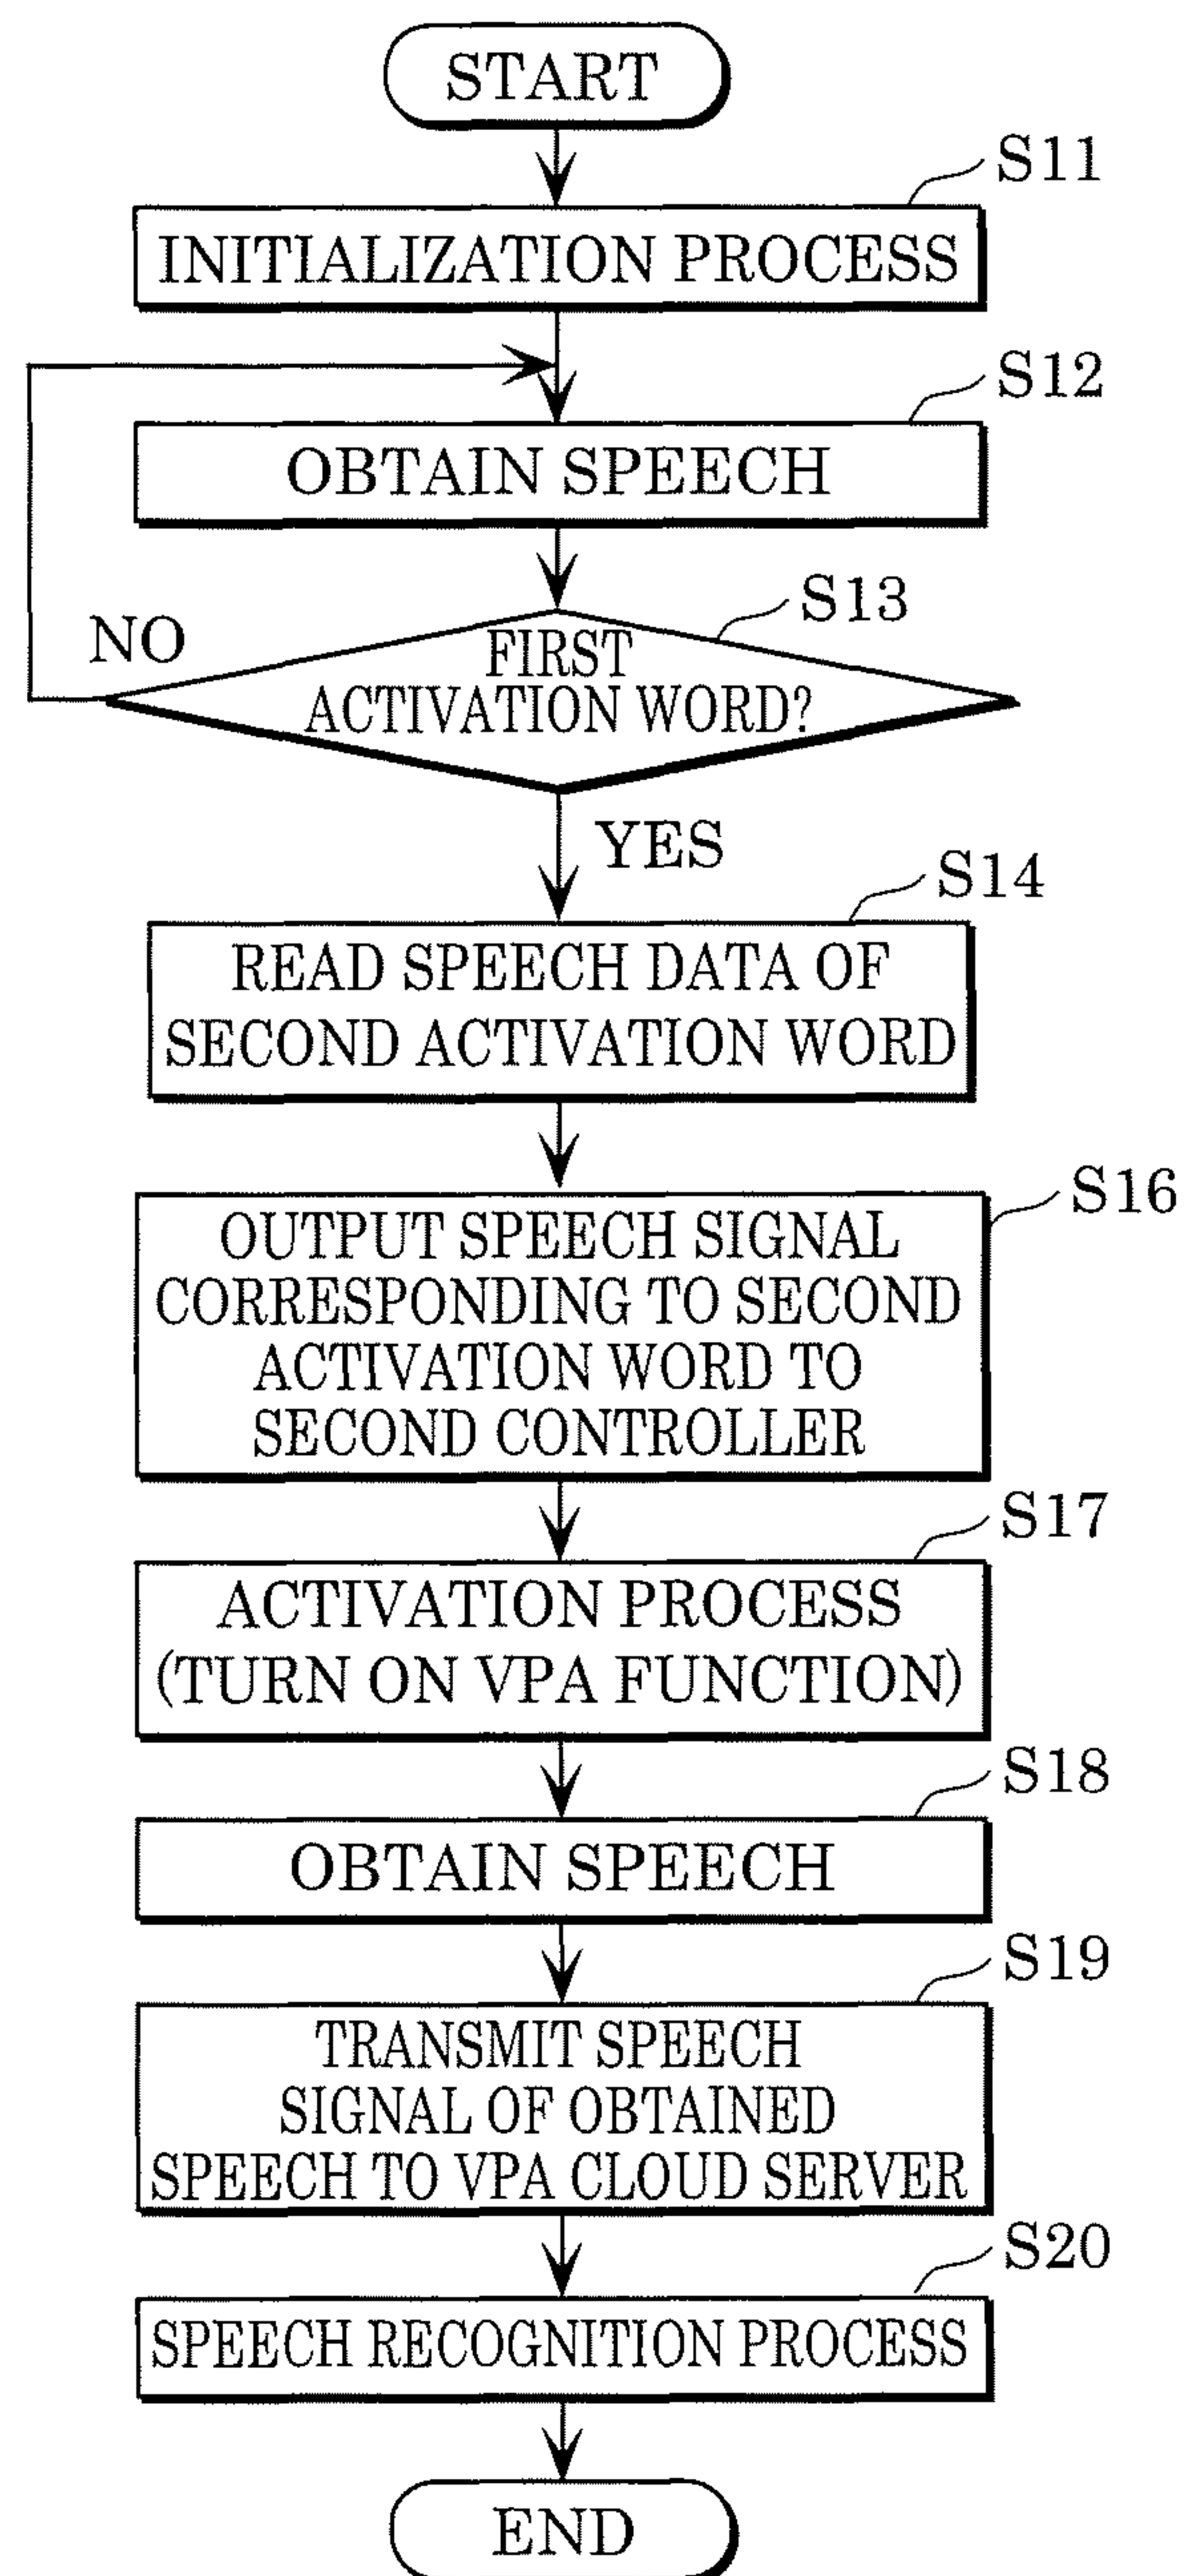 START
S11
INITIALIZATION PROCESS
S12
OBTAIN SPEECH
S13
NO
FIRST
ACTIVATION WORD?
YES
S14
READ SPEECH DATA OF
SECOND ACTIVATION WORD
S16
OUTPUT SPEECH SIGNAL
CORRESPONDING TO SECOND
ACTIVATION WORD TO
SECOND CONTROLLER
S17
ACTIVATION PROCESS
(TURN ON VPA FUNCTION)
S18
OBTAIN SPEECH
S19
TRANSMIT SPEECH
SIGNAL OF OBTAINED
SPEECH TO VPA CLOUD SERVER
S20
SPEECH RECOGNITION PROCESS
END